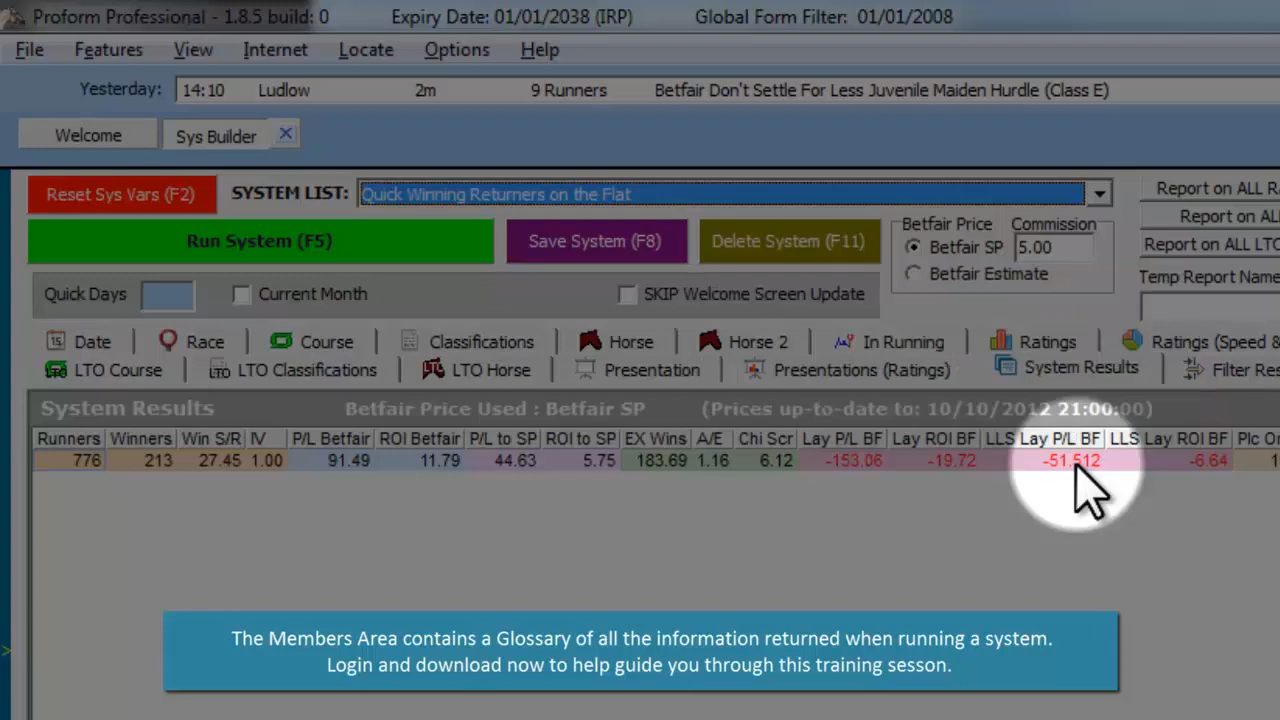 Proform Professional - 1.8.5 build: 0 Expiry Date: 01/01/2038 (IRP) Global Form Filter: 01/01/2008
File Features View Internet Locate Options Help
Yesterday: 14:10 Ludlow 2m 9 Runners Betfair Don't Settle For Less Juvenile Maiden Hurdle (Class E)
Welcome Sys Builder
Reset Sys Vars (F2) SYSTEM LIST: Quick Winning Returners on the Flat Report on ALL R
Run System (F5) Save System (F8) Delete System (F11) Betfair Price Commission Report on ALL
Betfair SP 5.00 Report on ALL LTO
Betfair Estimate Temp Report Name
Quick Days Current Month SKIP Welcome Screen Update
Date Race Course Classifications Horse Horse 2 In Running Ratings Ratings (Speed &
LTO Course LTO Classifications LTO Horse Presentation Presentations (Ratings) System Results Filter Res
System Results Betfair Price Used : Betfair SP (Prices up-to-date to: 10/10/2012 21:00:00)
Runners Winners Win S/R IV P/L Betfair ROI Betfair P/L to SP ROI to SP EX Wins A/E Chi Scr Lay P/L BF Lay ROI BF LLS Lay P/L BF LLS Lay ROI BF Plc
776 213 27.45 1.00 91.49 11.79 44.63 5.75 183.69 1.16 6.12 -153.06 -19.72 -51.512 -6.64
The Members Area contains a Glossary of all the information returned when running a system.
Login and download now to help guide you through this training sesson.